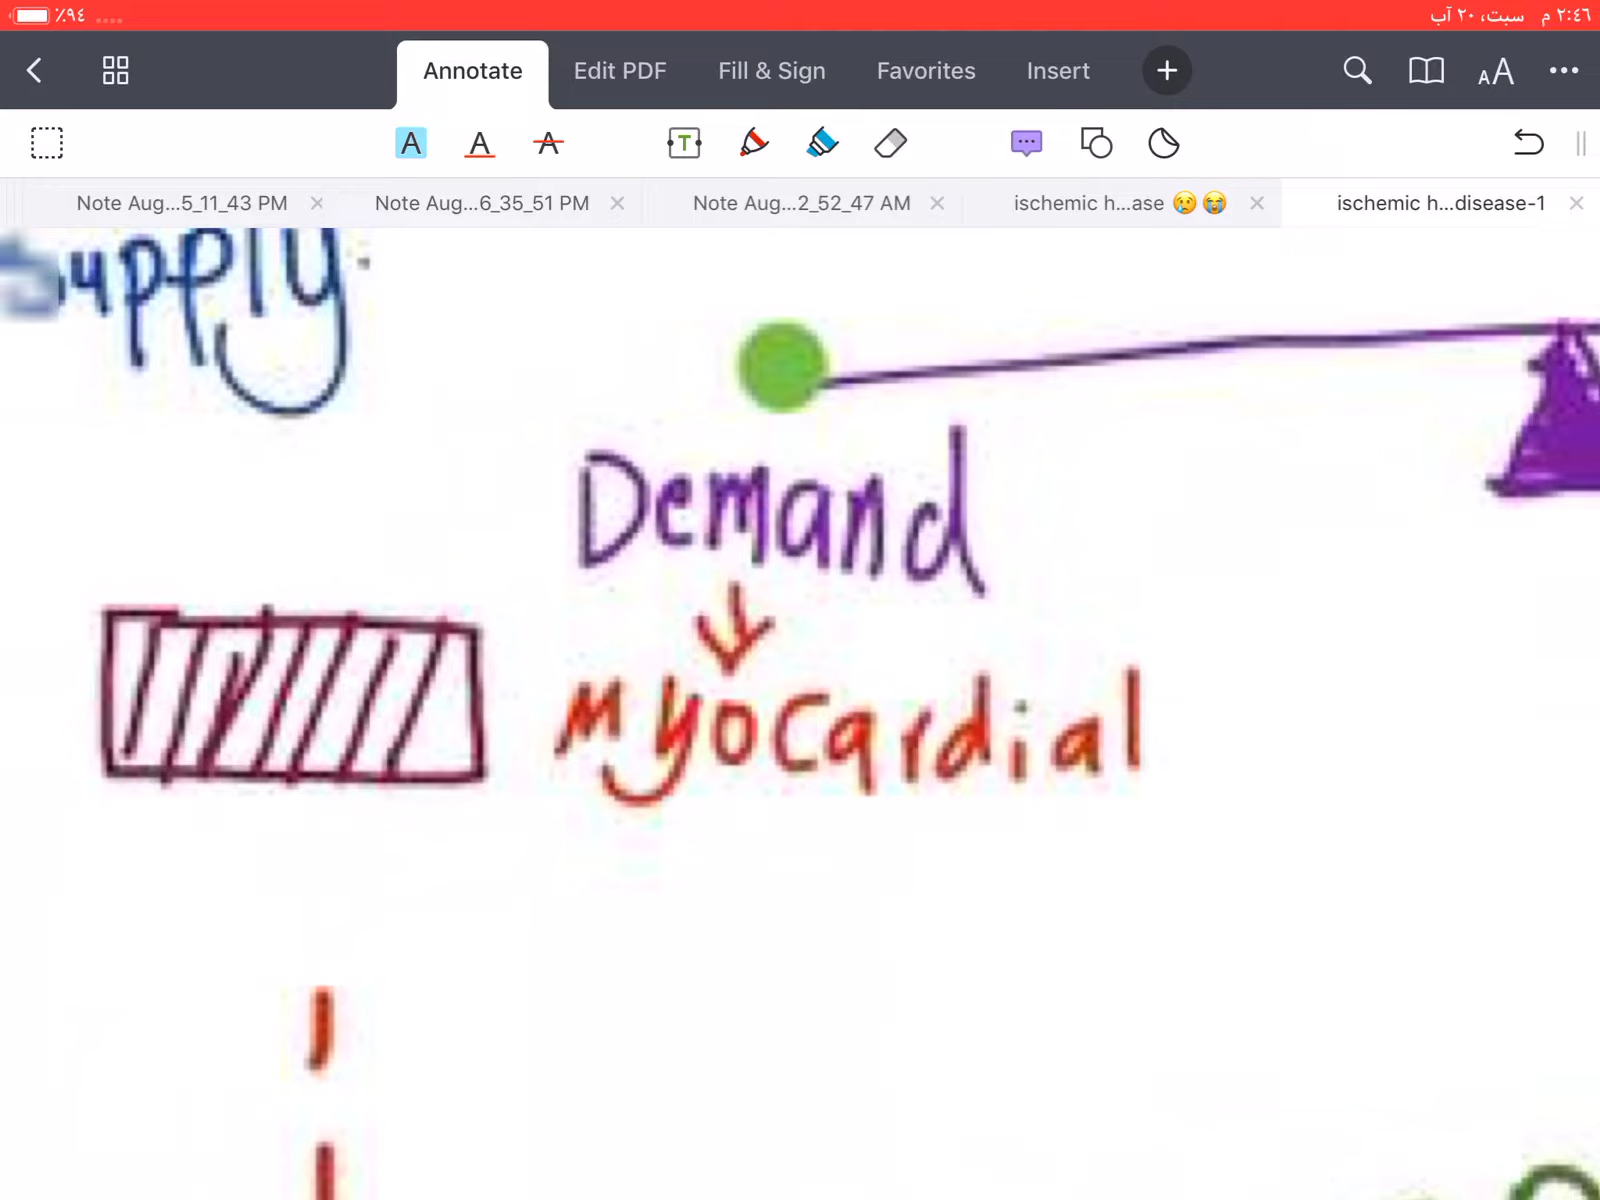 ٪٩٤ ٢:٤٦ م سبت، ٢٠ آب
Annotate Edit PDF Fill & Sign Favorites Insert
A A A T AA
Note Aug...5_11_43 PM Note Aug...6_35_51 PM Note Aug...2_52_47 AM ischemic h...ase 😢 😭 ischemic h...disease-1
Supply.
Demand
Myocardial